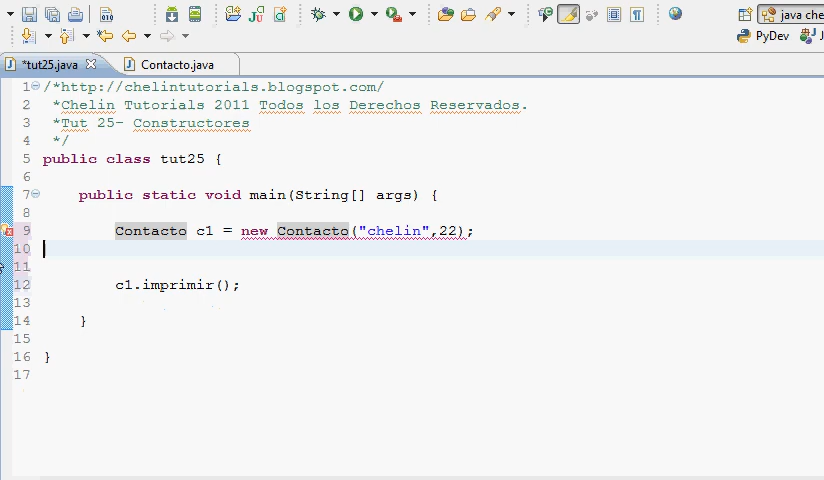 java che
PyDev J
*tut25.java Contacto.java
1 /*http://chelintutorials.blogspot.com/
2 *Chelin Tutorials 2011 Todos los Derechos Reservados.
3 *Tut 25- Constructores
4 */
5 public class tut25 {
6
7 public static void main(String[] args) {
8
9 Contacto c1 = new Contacto("chelin",22);
10
11
12 c1.imprimir();
13
14 }
15
16 }
17